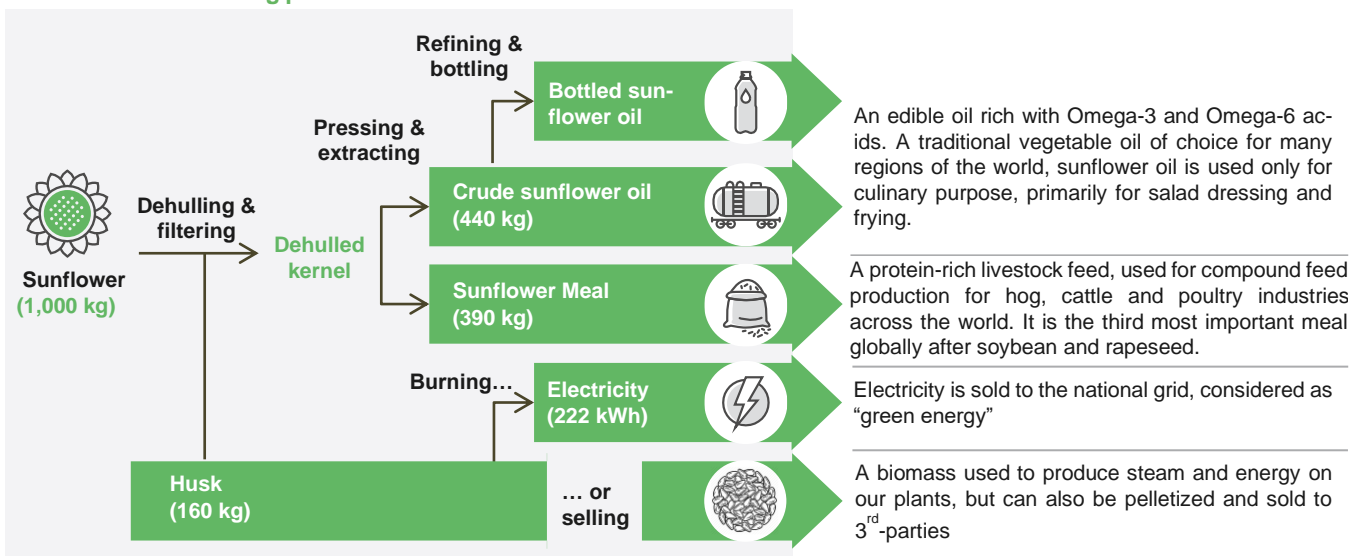 Refining &
bottling
Bottled sun-
flower oil
Pressing &
extracting
Crude sunflower oil
(440 kg)
Dehulling &
filtering
Dehulled
kernel
Sunflower
(1,000 kg)
Sunflower Meal
(390 kg)
Burning…
Electricity
(222 kWh)
Husk
(160 kg)
… or
selling
An edible oil rich with Omega-3 and Omega-6 ac-
ids. A traditional vegetable oil of choice for many
regions of the world, sunflower oil is used only for
culinary purpose, primarily for salad dressing and
frying.
A protein-rich livestock feed, used for compound feed
production for hog, cattle and poultry industries
across the world. It is the third most important meal
globally after soybean and rapeseed.
Electricity is sold to the national grid, considered as
“green energy”
A biomass used to produce steam and energy on
our plants, but can also be pelletized and sold to
3rd-parties